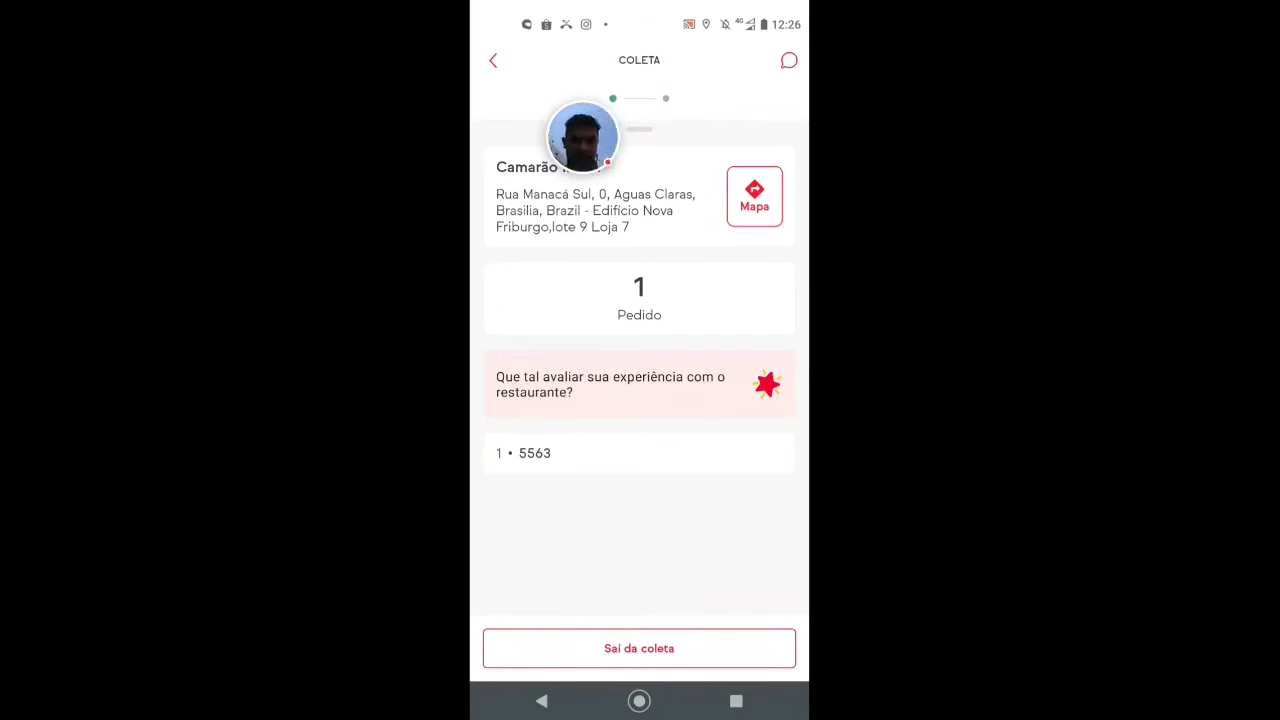 4G 12:26
COLETA
Camarão
Rua Manacá Sul, 0, Aguas Claras,
Brasilia, Brazil - Edifício Nova
Friburgo,lote 9 Loja 7
Mapa
1
Pedido
Que tal avaliar sua experiência com o
restaurante?
1 • 5563
Saí da coleta